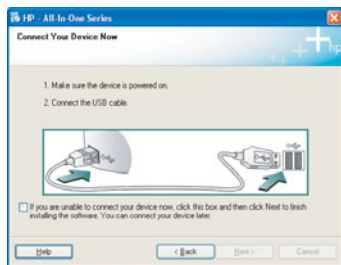 HP - All-In-One Series
Connect Your Device Now
hp
1. Make sure the device is powered on.
2. Connect the USB cable.
If you are unable to connect your device now, click this box and then click Next to finish
installing the software. You can connect your device later.
Help
< Back
Next >
Cancel